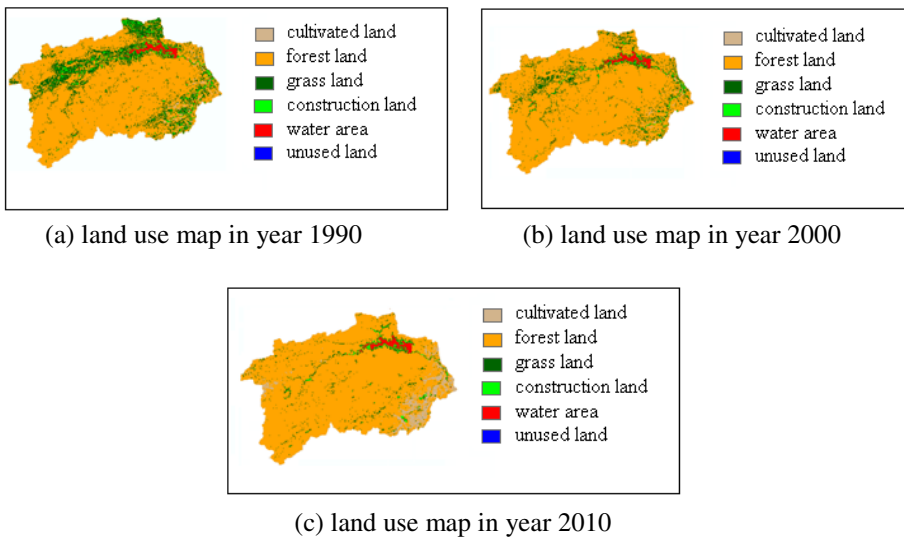 cultivated land
forest land
grass land
construction land
water area
unused land
(a) land use map in year 1990
cultivated land
forest land
grass land
construction land
water area
unused land
(b) land use map in year 2000
cultivated land
forest land
grass land
construction land
water area
unused land
(c) land use map in year 2010